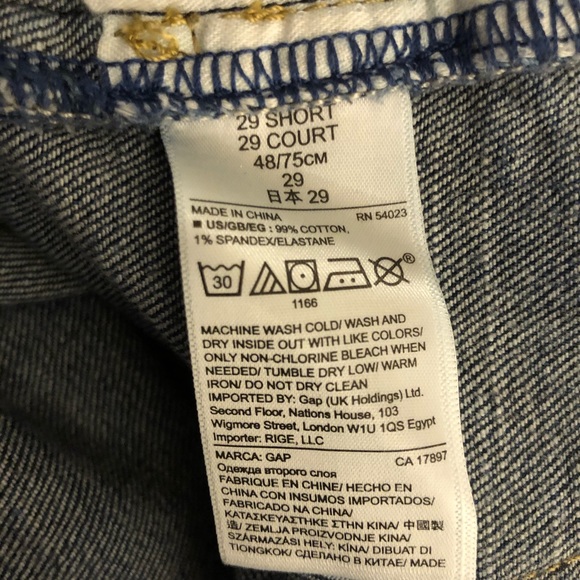 29 SHORT
29 COURT
48/75CM
29
日本 29
MADE IN CHINA RN 54023
■ US/GB/EG : 99% COTTON,
1% SPANDEX/ELASTANE
30
®
1166
MACHINE WASH COLD/ WASH AND
DRY INSIDE OUT WITH LIKE COLORS/
ONLY NON-CHLORINE BLEACH WHEN
NEEDED/ TUMBLE DRY LOW/ WARM
IRON/ DO NOT DRY CLEAN
IMPORTED BY: Gap (UK Holdings) Ltd.
Second Floor, Nations House, 103
Wigmore Street, London W1U 1QS Egypt
Importer: RIGE, LLC
MARCA: GAP CA 17897
Одежда второго слоя
FABRIQUE EN CHINE/ HECHO EN
CHINA CON INSUMOS IMPORTADOS/
FABRICADO NA CHINA/
ΚΑΤΑΣΚΕΥΑΣΤΗΚΕ ΣΤΗΝ ΚΙΝΑ/ 中國製
造/ ZEMLJA PROIZVODNJE KINA/
SZÁRMAZÁSI HELY: KÍNA/ DIBUAT DI
TIONGKOK/ СДЕЛАНО В КИТАЕ/ Made